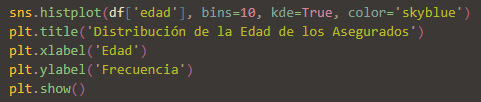 sns.histplot(df['edad'], bins=10, kde=True, color='skyblue')
plt.title('Distribución de la Edad de los Asegurados')
plt.xlabel('Edad')
plt.ylabel('Frecuencia')
plt.show()